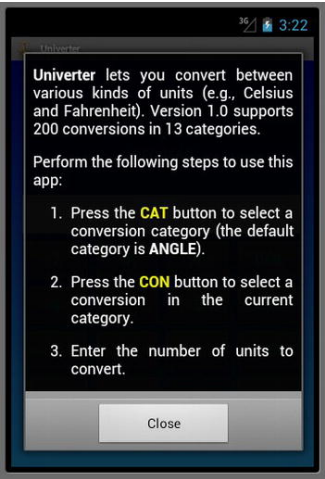 3G 3:22
Univerter
Univerter lets you convert between
various kinds of units (e.g., Celsius
and Fahrenheit). Version 1.0 supports
200 conversions in 13 categories.
Perform the following steps to use this
app:
1. Press the CAT button to select a
conversion category (the default
category is ANGLE).
2. Press the CON button to select a
conversion in the current
category.
3. Enter the number of units to
convert.
Close